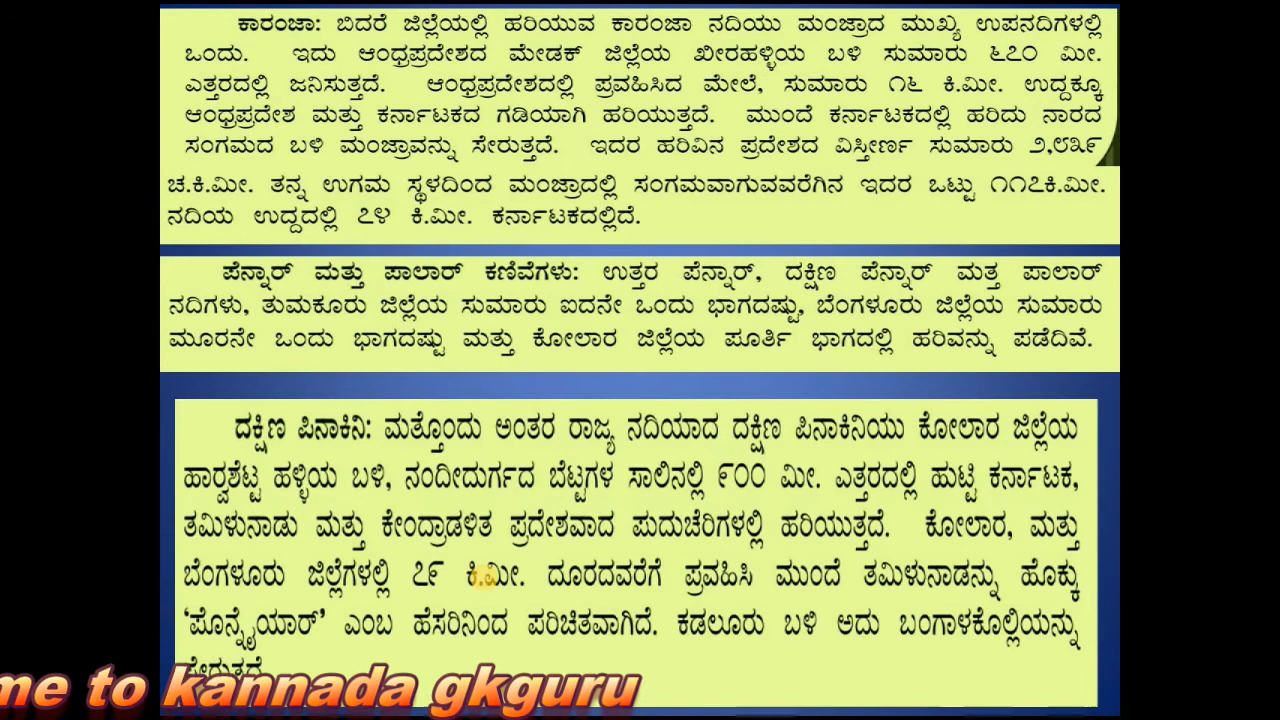 ಕಾರಂಜಾ: ಬಿದರೆ ಜಿಲ್ಲೆಯಲ್ಲಿ ಹರಿಯುವ ಕಾರಂಜಾ ನದಿಯು ಮಂಜ್ರಾದ ಮುಖ್ಯ ಉಪನದಿಗಳಲ್ಲಿ
ಒಂದು. ಇದು ಆಂಧ್ರಪ್ರದೇಶದ ಮೇಡಕ್ ಜಿಲ್ಲೆಯ ಖೀರಹಳ್ಳಿಯ ಬಳಿ ಸುಮಾರು ೬೭೦ ಮೀ.
ಎತ್ತರದಲ್ಲಿ ಜನಿಸುತ್ತದೆ. ಆಂಧ್ರಪ್ರದೇಶದಲ್ಲಿ ಪ್ರವಹಿಸಿದ ಮೇಲೆ, ಸುಮಾರು ೧೬ ಕಿ.ಮೀ. ಉದ್ದಕ್ಕೂ
ಆಂಧ್ರಪ್ರದೇಶ ಮತ್ತು ಕರ್ನಾಟಕದ ಗಡಿಯಾಗಿ ಹರಿಯುತ್ತದೆ. ಮುಂದೆ ಕರ್ನಾಟಕದಲ್ಲಿ ಹರಿದು ನಾರದ
ಸಂಗಮದ ಬಳಿ ಮಂಜ್ರಾವನ್ನು ಸೇರುತ್ತದೆ. ಇದರ ಹರಿವಿನ ಪ್ರದೇಶದ ವಿಸ್ತೀರ್ಣ ಸುಮಾರು ೨,೮೩೯
ಚ.ಕಿ.ಮೀ. ತನ್ನ ಉಗಮ ಸ್ಥಳದಿಂದ ಮಂಜ್ರಾದಲ್ಲಿ ಸಂಗಮವಾಗುವವರೆಗಿನ ಇದರ ಒಟ್ಟು ೧೧೭ಕಿ.ಮೀ.
ನದಿಯ ಉದ್ದದಲ್ಲಿ ೭೪ ಕಿ.ಮೀ. ಕರ್ನಾಟಕದಲ್ಲಿದೆ.
ಪೆನ್ನಾರ್ ಮತ್ತು ಪಾಲಾರ್ ಕಣಿವೆಗಳು: ಉತ್ತರ ಪೆನ್ನಾರ್, ದಕ್ಷಿಣ ಪೆನ್ನಾರ್ ಮತ್ತ ಪಾಲಾರ್
ನದಿಗಳು, ತುಮಕೂರು ಜಿಲ್ಲೆಯ ಸುಮಾರು ಐದನೇ ಒಂದು ಭಾಗದಷ್ಟು, ಬೆಂಗಳೂರು ಜಿಲ್ಲೆಯ ಸುಮಾರು
ಮೂರನೇ ಒಂದು ಭಾಗದಷ್ಟು ಮತ್ತು ಕೋಲಾರ ಜಿಲ್ಲೆಯ ಪೂರ್ತಿ ಭಾಗದಲ್ಲಿ ಹರಿವನ್ನು ಪಡೆದಿವೆ.
ದಕ್ಷಿಣ ಪಿನಾಕಿನಿ: ಮತ್ತೊಂದು ಅಂತರ ರಾಜ್ಯ ನದಿಯಾದ ದಕ್ಷಿಣ ಪಿನಾಕಿನಿಯು ಕೋಲಾರ ಜಿಲ್ಲೆಯ
ಹಾರ‍್ವಶೆಟ್ಟ ಹಳ್ಳಿಯ ಬಳಿ, ನಂದೀದುರ್ಗದ ಬೆಟ್ಟಗಳ ಸಾಲಿನಲ್ಲಿ ೯೦೦ ಮೀ. ಎತ್ತರದಲ್ಲಿ ಹುಟ್ಟಿ ಕರ್ನಾಟಕ,
ತಮಿಳುನಾಡು ಮತ್ತು ಕೇಂದ್ರಾಡಳಿತ ಪ್ರದೇಶವಾದ ಪುದುಚೆರಿಗಳಲ್ಲಿ ಹರಿಯುತ್ತದೆ. ಕೋಲಾರ, ಮತ್ತು
ಬೆಂಗಳೂರು ಜಿಲ್ಲೆಗಳಲ್ಲಿ ೭೯ ಕಿ.ಮೀ. ದೂರದವರೆಗೆ ಪ್ರವಹಿಸಿ ಮುಂದೆ ತಮಿಳುನಾಡನ್ನು ಹೊಕ್ಕು
'ಪೊನ್ನೈಯಾರ್' ಎಂಬ ಹೆಸರಿನಿಂದ ಪರಿಚಿತವಾಗಿದೆ. ಕಡಲೂರು ಬಳಿ ಅದು ಬಂಗಾಳಕೊಲ್ಲಿಯನ್ನು
me to kannada gkguru